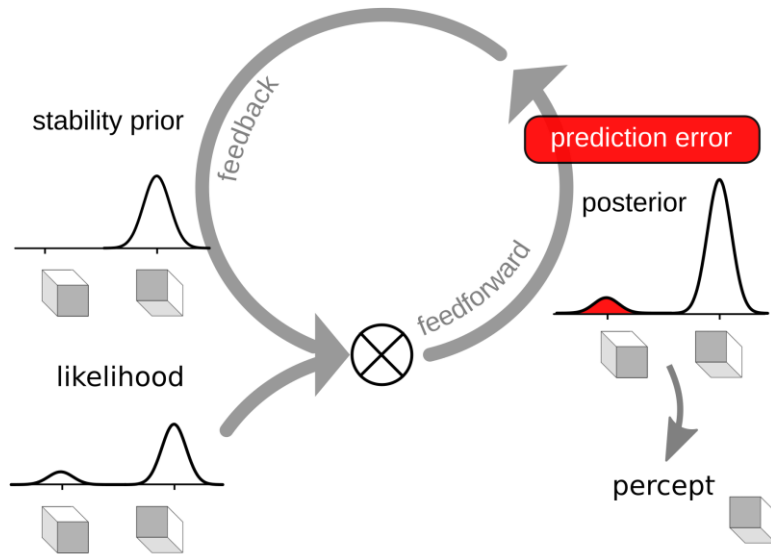 stability prior
feedback
prediction error
posterior
feedforward
likelihood
percept